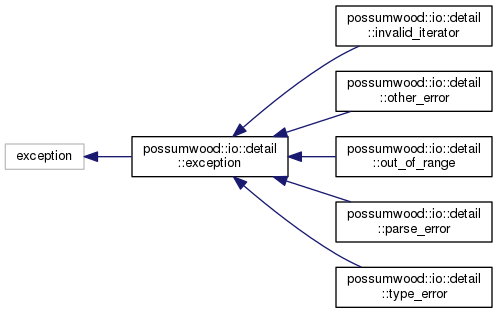 possumwood::io::detail
::invalid_iterator
possumwood::io::detail
::other_error
exception
possumwood::io::detail
::exception
possumwood::io::detail
::out_of_range
possumwood::io::detail
::parse_error
possumwood::io::detail
::type_error